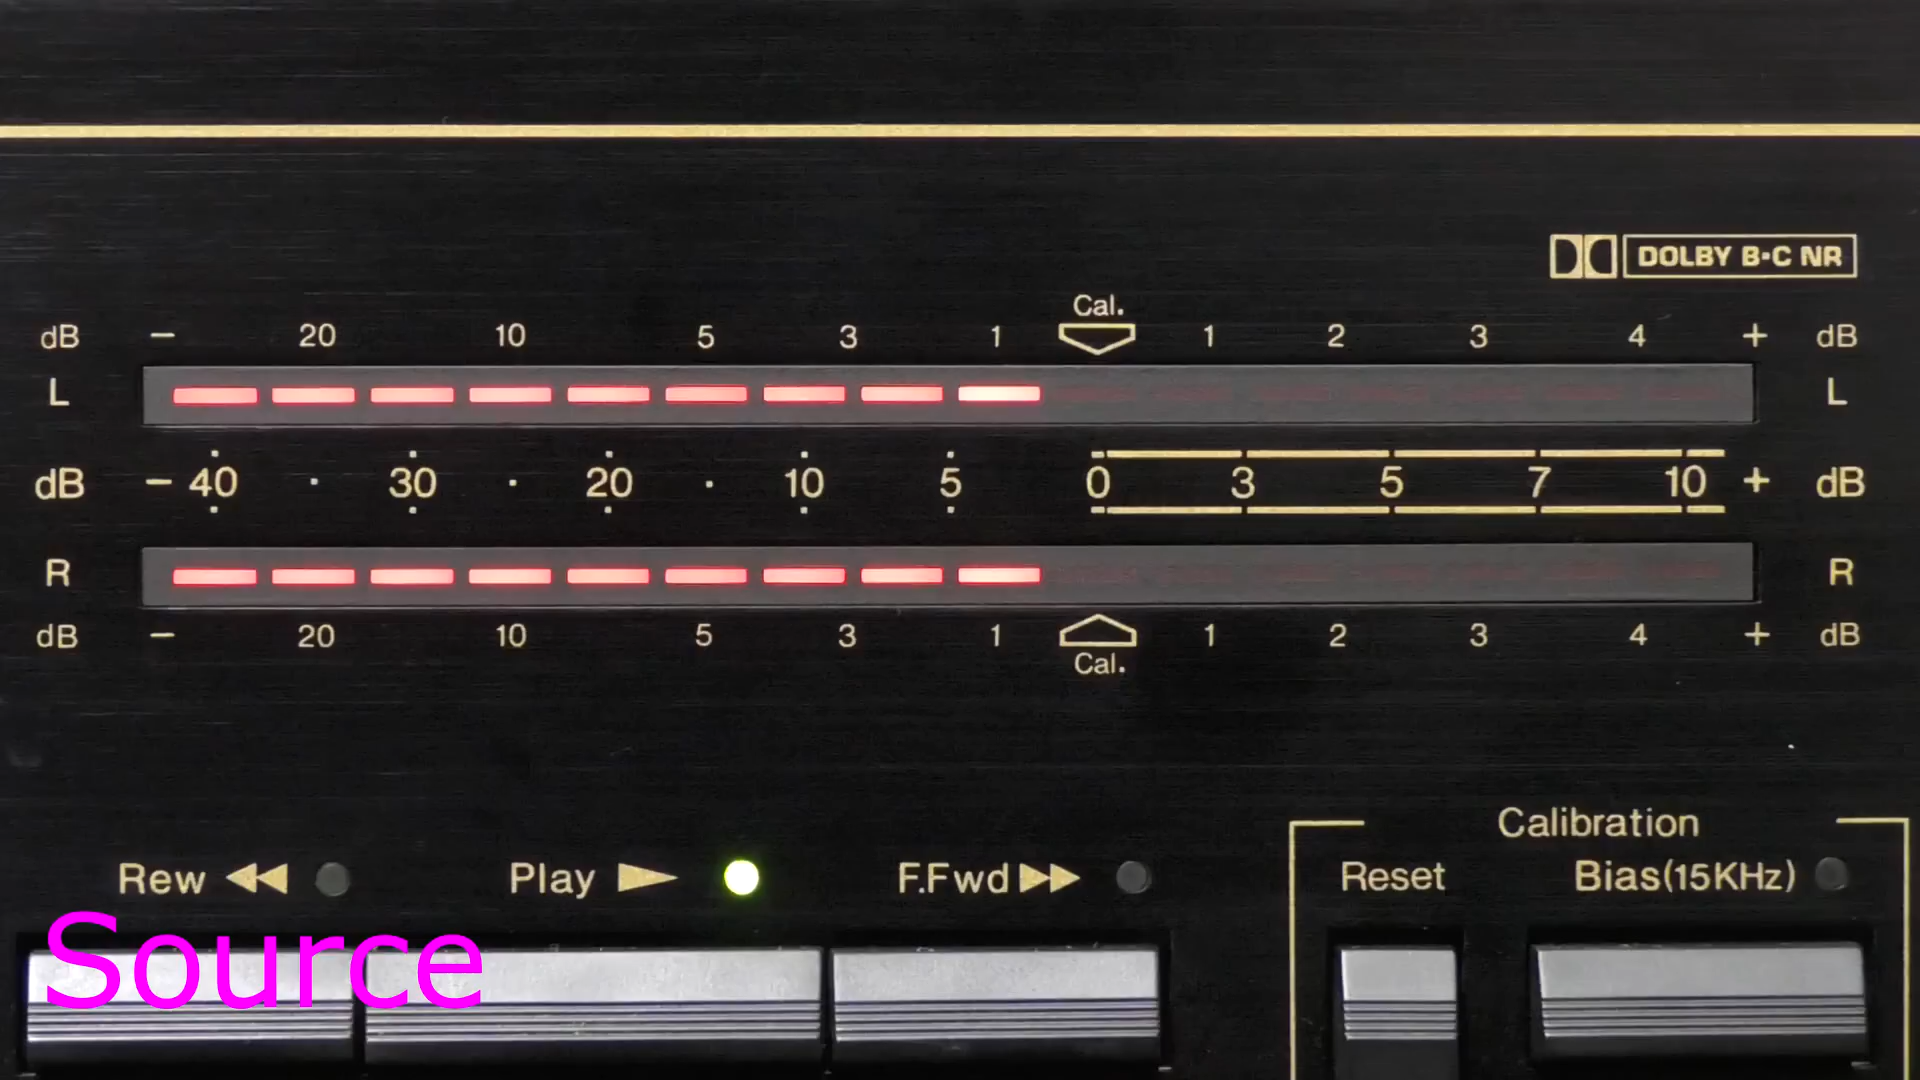 DOLBY B·C NR
Cal.
dB − 20 10 5 3 1 1 2 3 4 + dB
L L
dB − 40 · 30 · 20 · 10 5 0 3 5 7 10 + dB
R R
dB − 20 10 5 3 1 1 2 3 4 + dB
Cal.
Calibration
Rew Play F.Fwd Reset Bias(15KHz)
Source